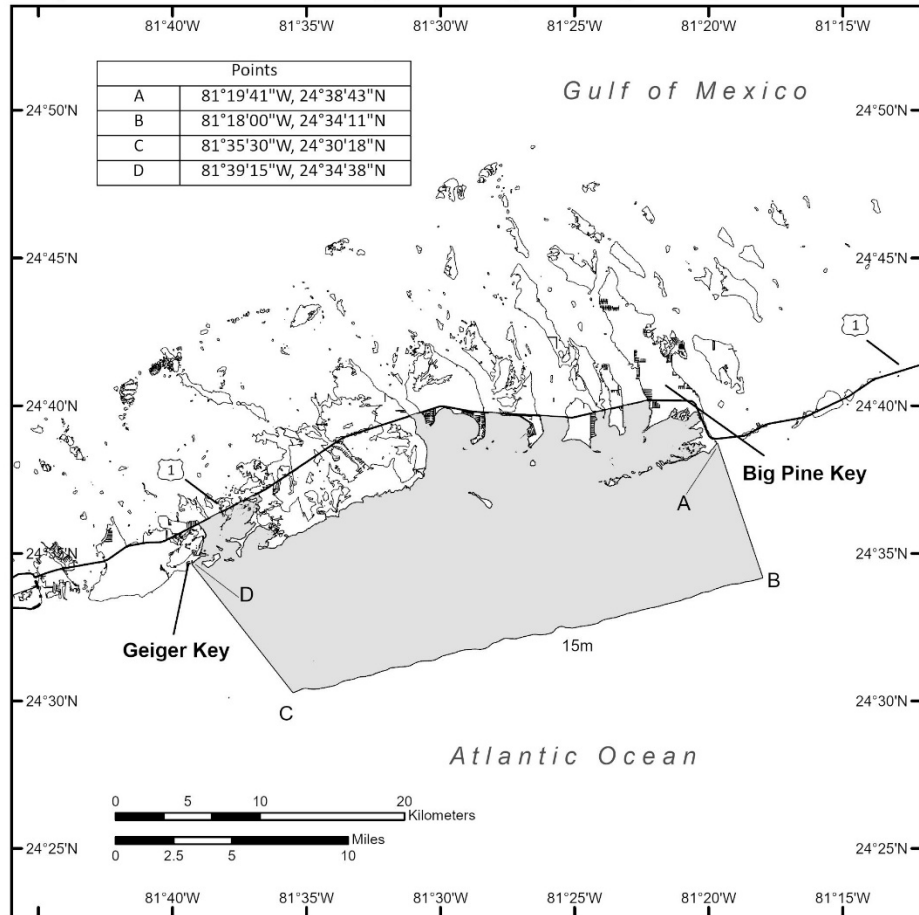 81°40'W 81°35'W 81°30'W 81°25'W 81°20'W 81°15'W
Points
A 81°19'41"W, 24°38'43"N
B 81°18'00"W, 24°34'11"N
C 81°35'30"W, 24°30'18"N
D 81°39'15"W, 24°34'38"N
Gulf of Mexico
24°50'N 24°50'N
24°45'N 24°45'N
1
24°40'N 24°40'N
Big Pine Key
1
A
24°35'N 24°35'N
B
D
Geiger Key
15m
24°30'N 24°30'N
C
Atlantic Ocean
0 5 10 20
Kilometers
Miles
0 2.5 5 10
24°25'N 24°25'N
81°40'W 81°35'W 81°30'W 81°25'W 81°20'W 81°15'W